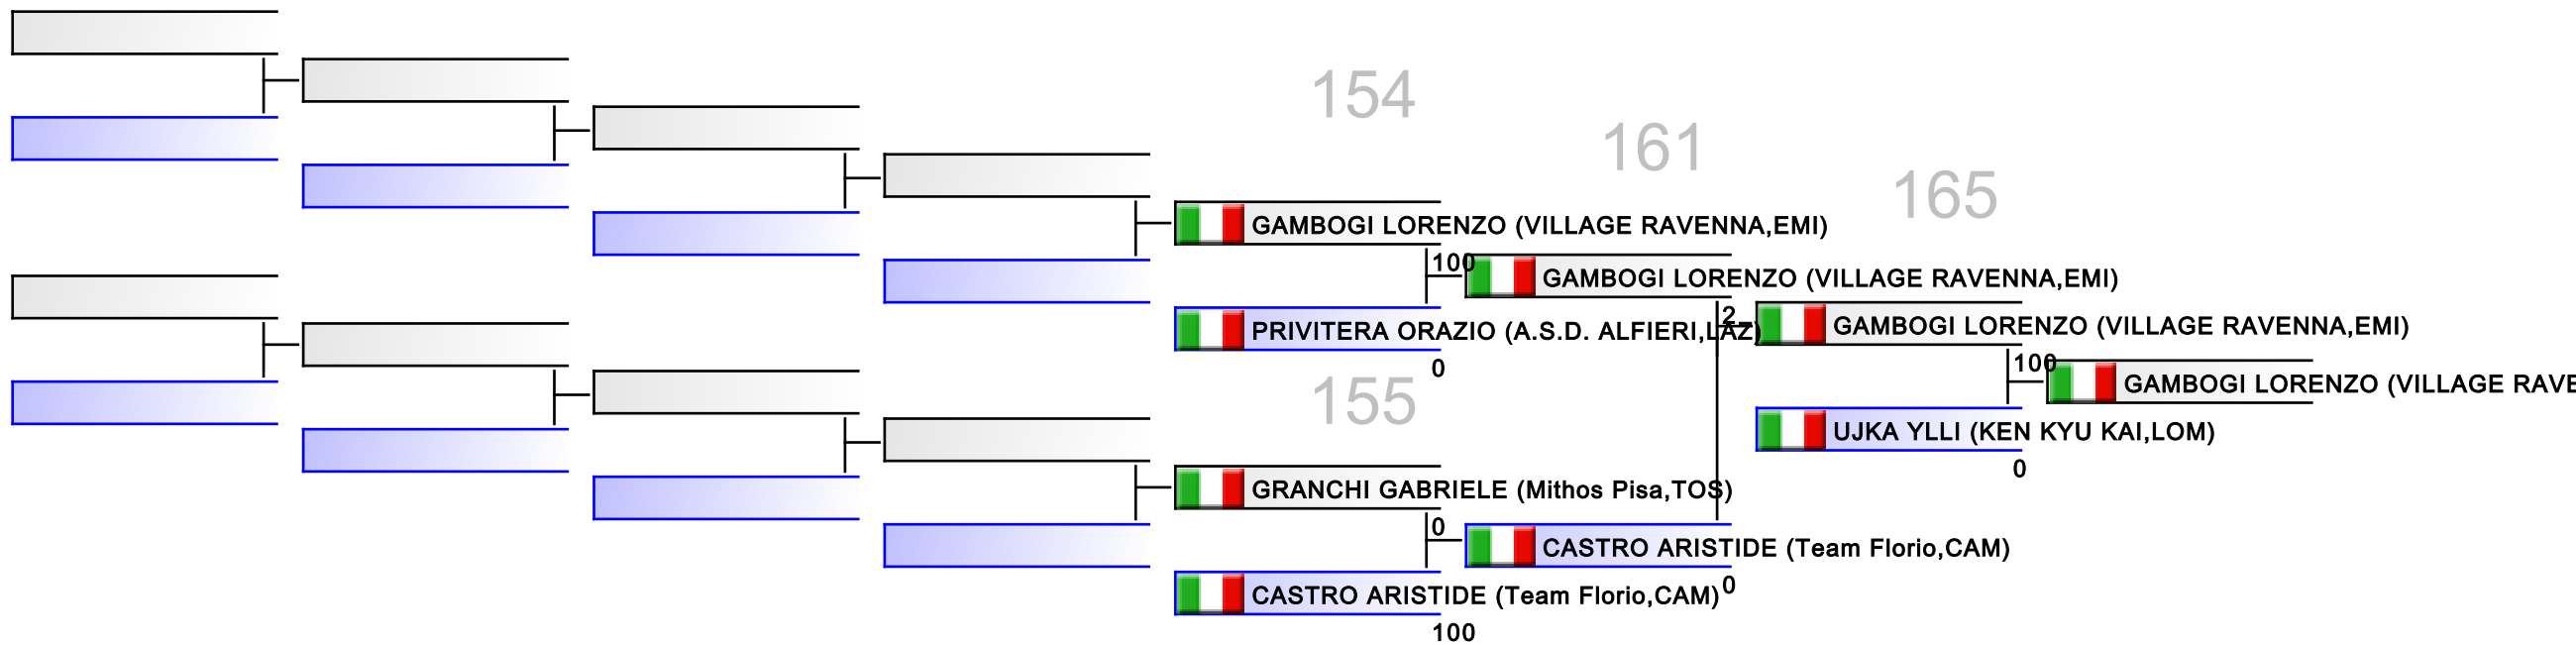 154
161
165
GAMBOGI LORENZO (VILLAGE RAVENNA,EMI)
100
GAMBOGI LORENZO (VILLAGE RAVENNA,EMI)
2
PRIVITERA ORAZIO (A.S.D. ALFIERI,LAZ)
GAMBOGI LORENZO (VILLAGE RAVENNA,EMI)
0
100
GAMBOGI LORENZO (VILLAGE RAVE
155
UJKA YLLI (KEN KYU KAI,LOM)
0
GRANCHI GABRIELE (Mithos Pisa,TOS)
0
CASTRO ARISTIDE (Team Florio,CAM)
0
CASTRO ARISTIDE (Team Florio,CAM)
100